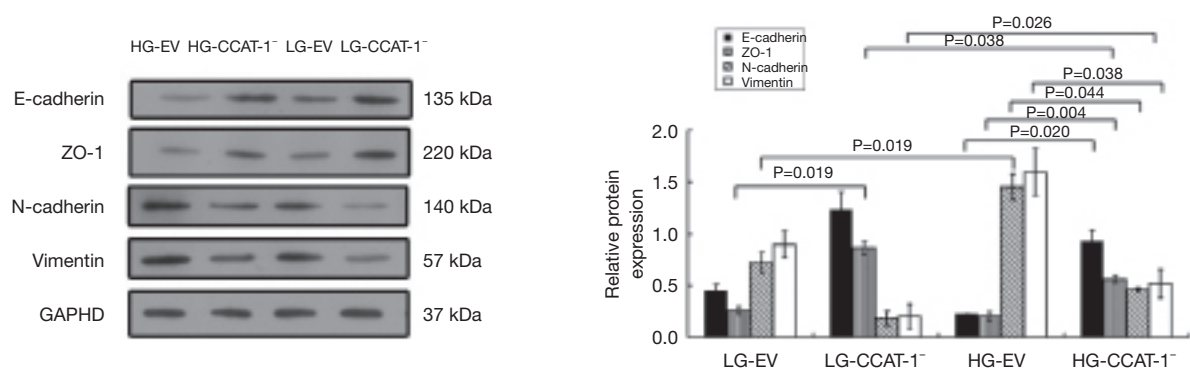 HG-EV HG-CCAT-1⁻ LG-EV LG-CCAT-1⁻
E-cadherin 135 kDa
ZO-1 220 kDa
N-cadherin 140 kDa
Vimentin 57 kDa
GAPHD 37 kDa
E-cadherin
ZO-1
N-cadherin
Vimentin
P=0.026
P=0.038
P=0.038
P=0.044
P=0.004
P=0.020
P=0.019
P=0.019
Relative protein
expression
2.0
1.5
1.0
0.5
0.0
LG-EV LG-CCAT-1⁻ HG-EV HG-CCAT-1⁻